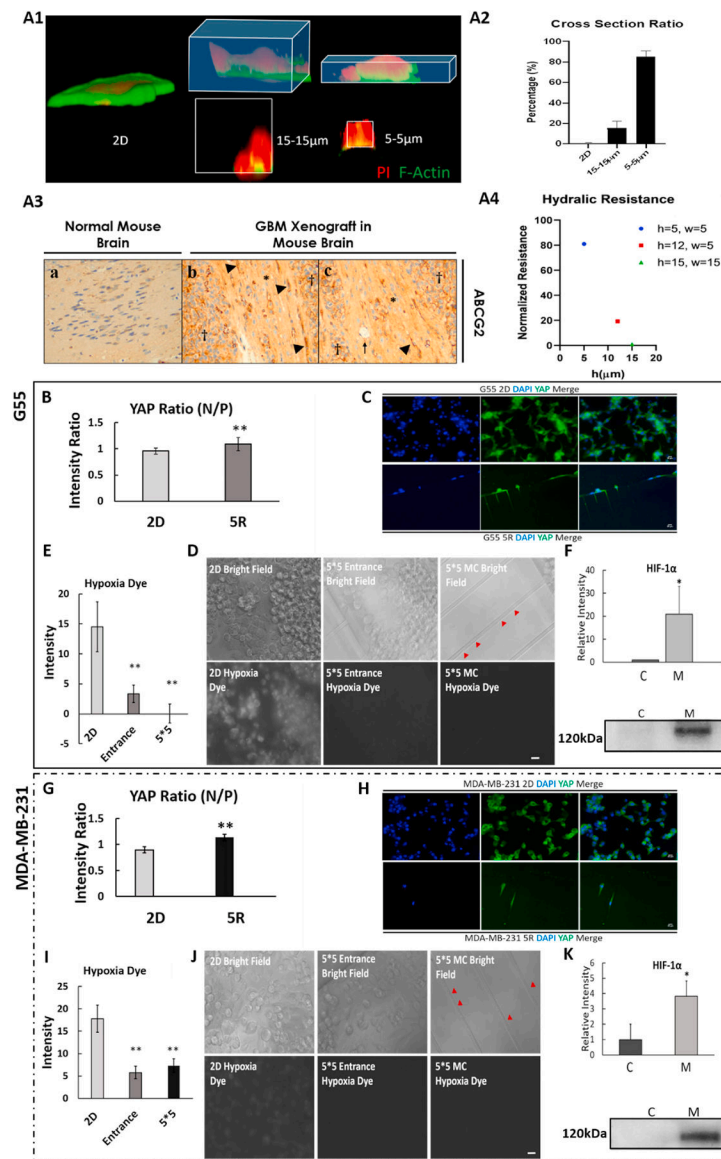 A1
2D
15-15μm
5-5μm
PI F-Actin
A2
Cross Section Ratio
Percentage (%)
100
80
60
40
20
0
2D
15-15μm
5-5μm
A3
Normal Mouse
Brain
GBM Xenograft in
Mouse Brain
a
b
*
†
†
c
*
†
†
ABCG2
A4
Hydralic Resistance
Normalized Resistance
100
80
60
40
20
0
0
5
10
15
20
h(μm)
h=5, w=5
h=12, w=5
h=15, w=15
G55
B
YAP Ratio (N/P)
Intensity Ratio
1.5
1
0.5
0
**
2D
5R
C
G55 2D DAPI YAP Merge
G55 5R DAPI YAP Merge
E
Hypoxia Dye
Intensity
20
15
10
5
0
-5
**
**
2D
Entrance
5*5
D
2D Bright Field
5*5 Entrance
Bright Field
5*5 MC Bright
Field
2D Hypoxia
Dye
5*5 Entrance
Hypoxia Dye
5*5 MC
Hypoxia Dye
F
HIF-1α
Relative Intensity
40
30
20
10
0
*
C
M
C
M
120kDa
MDA-MB-231
G
YAP Ratio (N/P)
Intensity Ratio
1.5
1
0.5
0
**
2D
5R
H
MDA-MB-231 2D DAPI YAP Merge
MDA-MB-231 5R DAPI YAP Merge
I
Hypoxia Dye
Intensity
25
20
15
10
5
0
**
**
2D
Entrance
5*5
J
2D Bright Field
5*5 Entrance
Bright Field
5*5 MC Bright
Field
2D Hypoxia
Dye
5*5 Entrance
Hypoxia Dye
5*5 MC
Hypoxia Dye
K
HIF-1α
Relative Intensity
5
4
3
2
1
0
*
C
M
C
M
120kDa